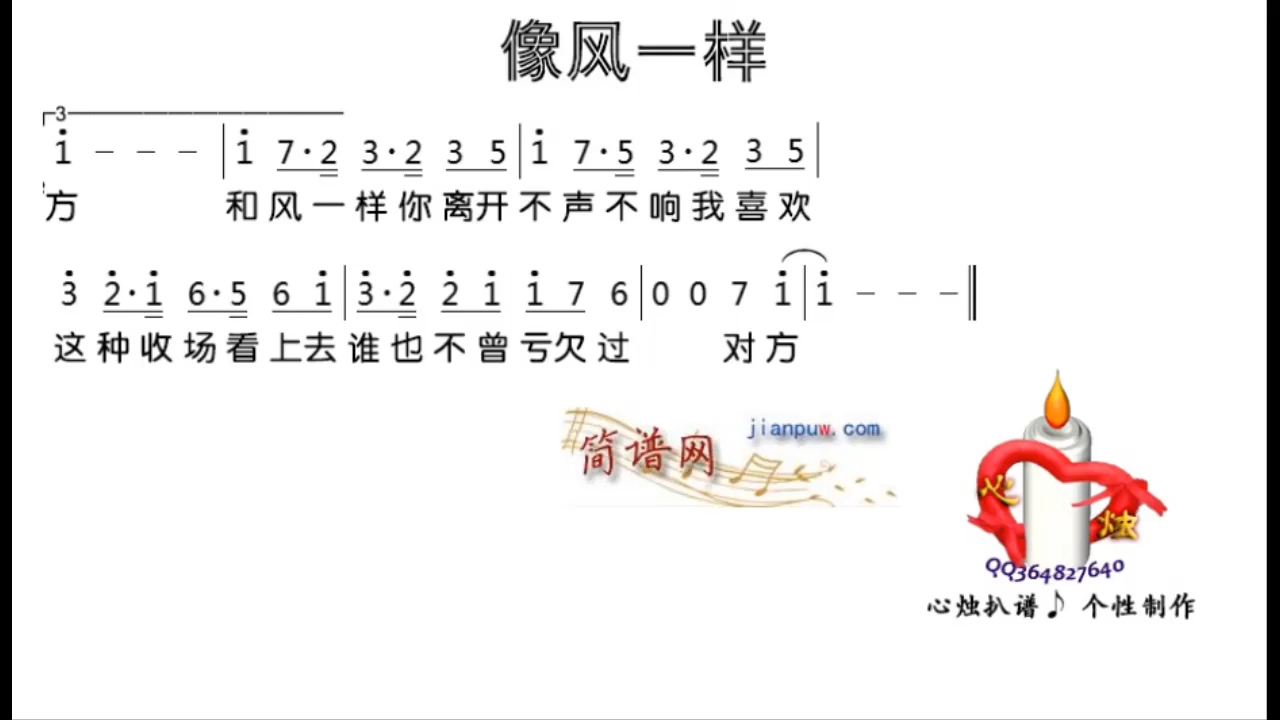 像风一样
3
1 - - - | 1 7·2 3·2 3 5 | 1 7·5 3·2 3 5 |
方 和风一样你离开不声不响我喜欢
3 2·1 6·5 6 1 | 3·2 2 1 1 7 6 | 0 0 7 1 | 1 - - - ||
这种收场看上去谁也不曾亏欠过 对方
简谱网 jianpuw.com
心烛
QQ364827640
心烛扒谱♪ 个性制作